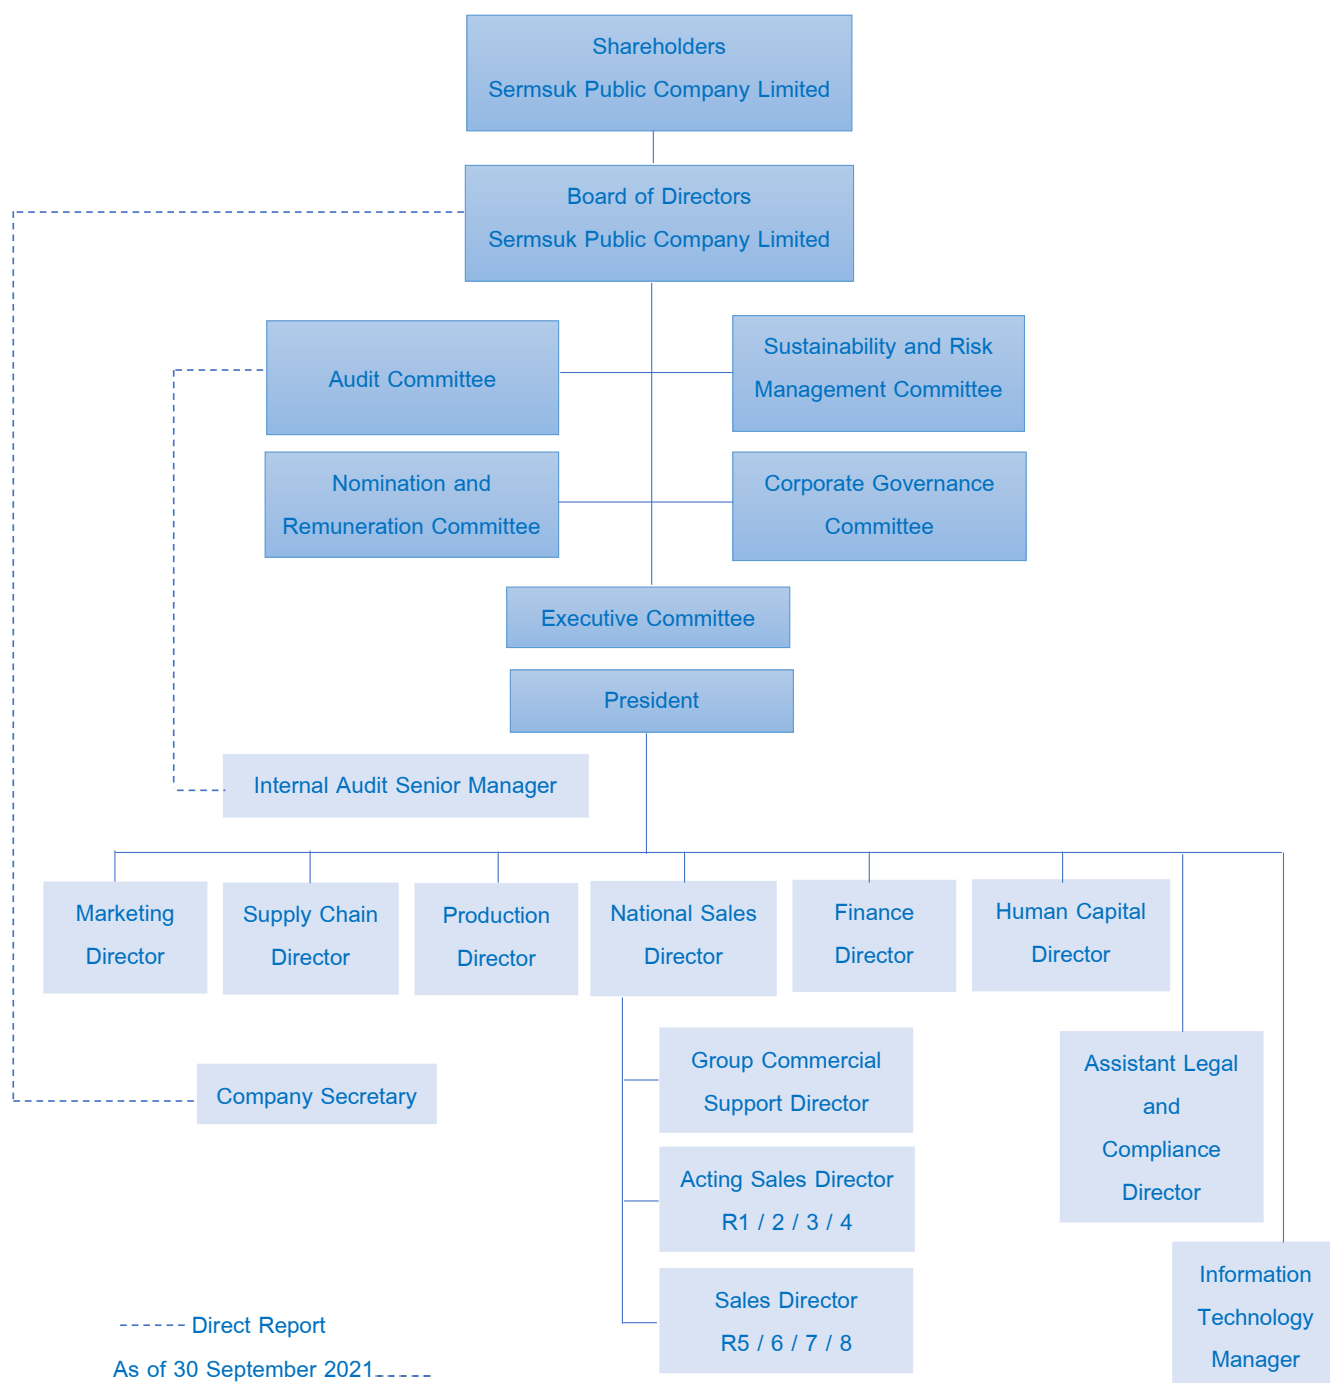 Shareholders
Sermsuk Public Company Limited
Board of Directors
Sermsuk Public Company Limited
Audit Committee
Sustainability and Risk
Management Committee
Nomination and
Remuneration Committee
Corporate Governance
Committee
Executive Committee
President
Internal Audit Senior Manager
Marketing
Director
Supply Chain
Director
Production
Director
National Sales
Director
Finance
Director
Human Capital
Director
Group Commercial
Support Director
Assistant Legal
and
Compliance
Director
Company Secretary
Acting Sales Director
R1 / 2 / 3 / 4
Sales Director
R5 / 6 / 7 / 8
Information
Technology
Manager
Direct Report
As of 30 September 2021